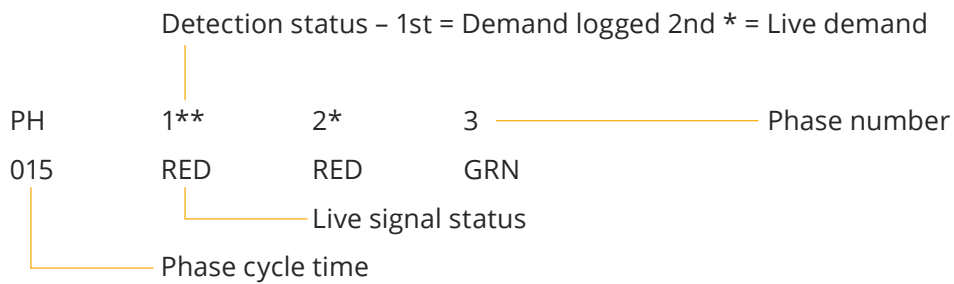 Detection status – 1st = Demand logged 2nd * = Live demand
PH 1** 2* 3 Phase number
015 RED RED GRN
Live signal status
Phase cycle time